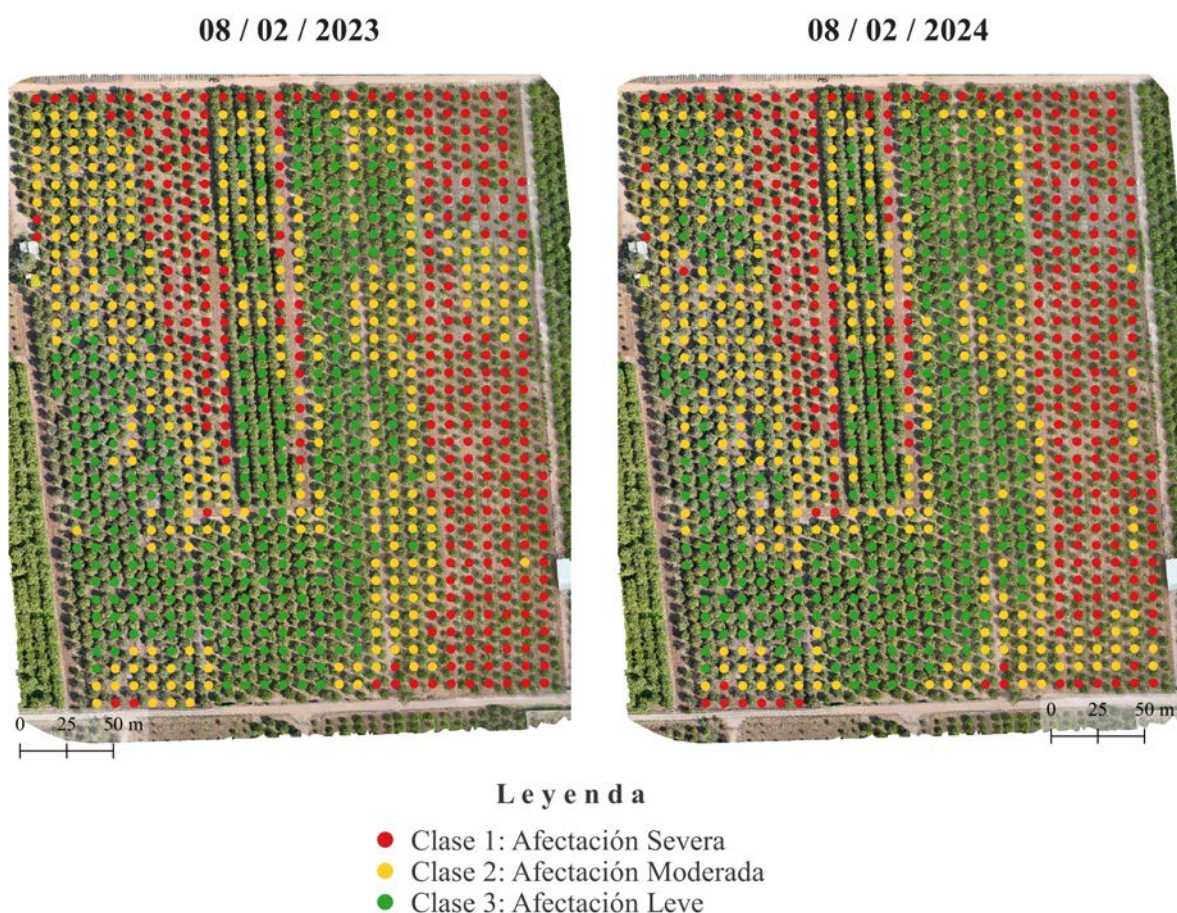 08 / 02 / 2023
08 / 02 / 2024
0 25 50 m
0 25 50 m
Leyenda
Clase 1: Afectación Severa
Clase 2: Afectación Moderada
Clase 3: Afectación Leve